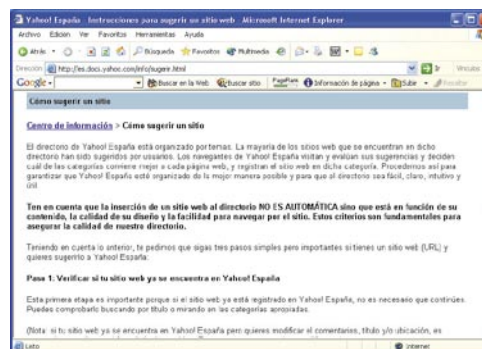 Yahoo! España - Instrucciones para sugerir un sitio web - Microsoft Internet Explorer
Archivo Edición Ver Favoritos Herramientas Ayuda
Atrás Búsqueda Favoritos Multimedia
Dirección http://es.docs.yahoo.com/info/sugerir.html Ir Vínculos
Google Buscar en la Web Buscar sitio PageRank Información de página Subir
Cómo sugerir un sitio
Centro de información > Cómo sugerir un sitio
El directorio de Yahoo! España está organizado por temas. La mayoría de los sitios web que se encuentran en dicho
directorio han sido sugeridos por usuarios. Los navegantes de Yahoo! España visitan y evalúan sus sugerencias y deciden
cuál de las categorías conviene mejor a cada página web, y registran el sitio web en dicha categoría. Procedemos así para
garantizar que Yahoo! España esté organizado de la mejor manera posible y para que el directorio sea fácil, claro, intuitivo y
útil.
Ten en cuenta que la inserción de un sitio web al directorio NO ES AUTOMÁTICA sino que está en función de su
contenido, la calidad de su diseño y la facilidad para navegar por el sitio. Estos criterios son fundamentales para
asegurar la calidad de nuestro directorio.
Teniendo en cuenta lo anterior, te pedimos que sigas tres pasos simples pero importantes si tienes un sitio web (URL) y
quieres sugerirlo a Yahoo! España:
Paso 1: Verificar si tu sitio web ya se encuentra en Yahoo! España
Esta primera etapa es importante porque si el sitio web ya está registrado en Yahoo! España, no es necesario que continúes.
Puedes comprobarlo buscando por título o mirando en las categorías apropiadas.
(Nota: si tu sitio web ya se encuentra en Yahoo! España pero quieres modificar el comentarios, título y/o ubicación, es
Listo Internet